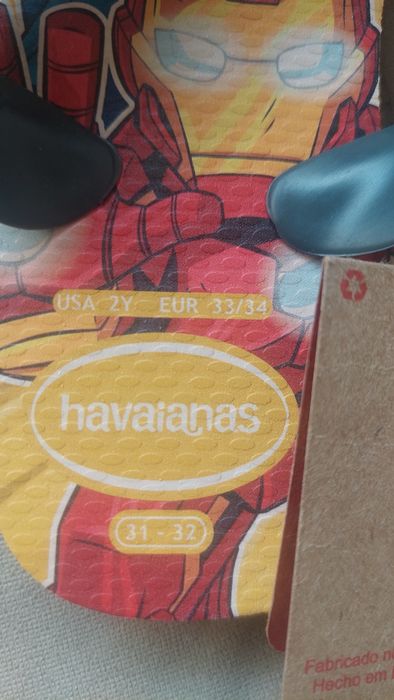 USA 2Y EUR 33/34
havaianas
31 - 32
Fabricado
Hecho em